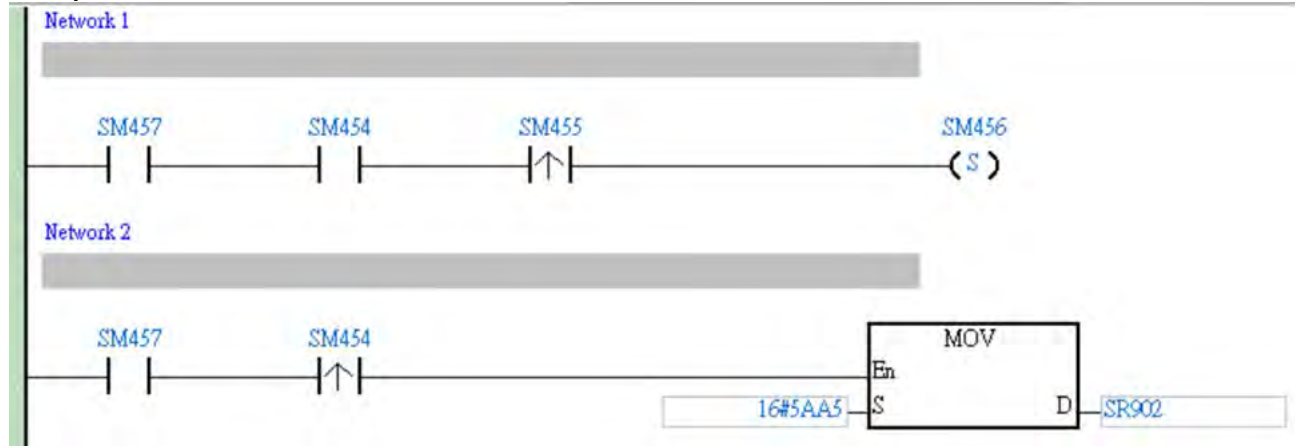 Network 1
SM457 SM454 SM455 SM456
S
Network 2
SM457 SM454 MOV
En
16#5AA5 S D SR902